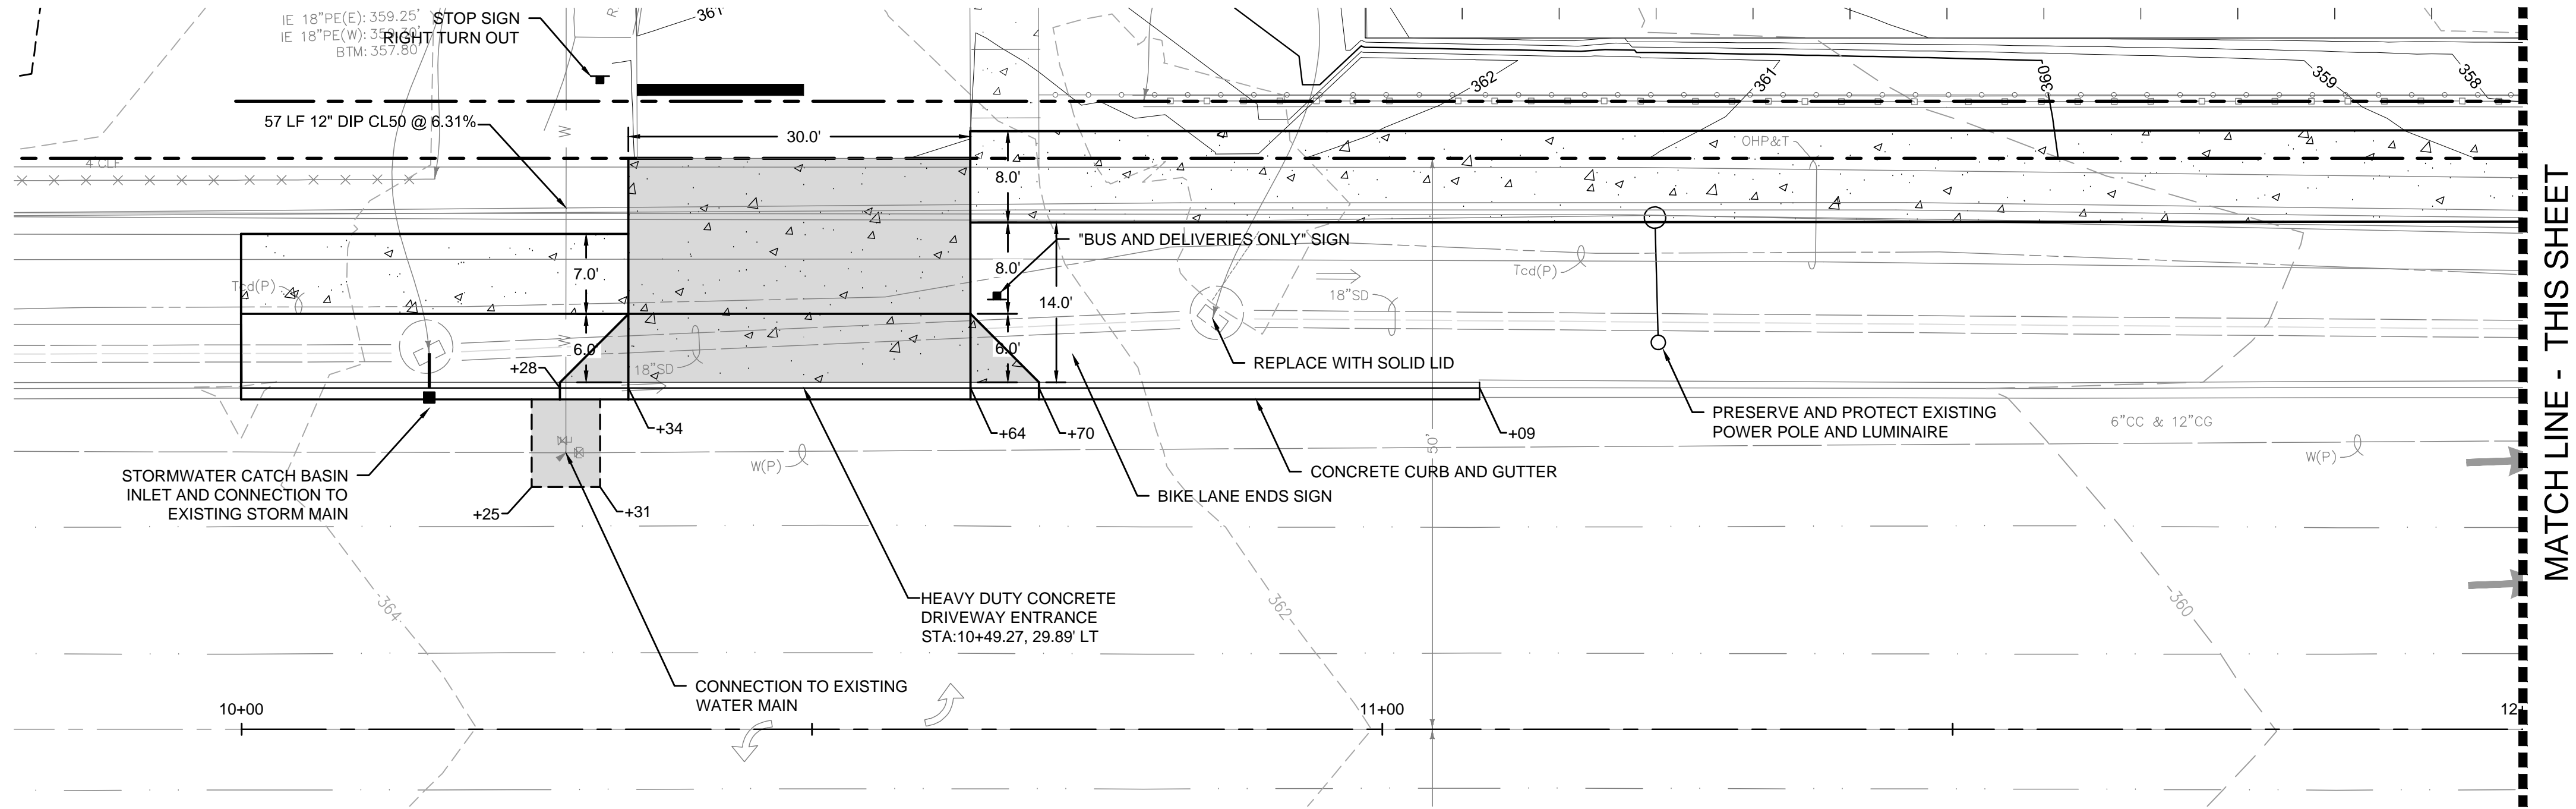 IE 18"PE(E): 359.25'
IE 18"PE(W): 359.30'
BTM: 357.80'
STOP SIGN
RIGHT TURN OUT
361
57 LF 12" DIP CL50 @ 6.31%
30.0'
362
361
360
359
358
4 CLF
W
OHP&T
8.0'
"BUS AND DELIVERIES ONLY" SIGN
7.0'
8.0'
14.0'
Tcd(P)
Tcd(P)
18"SD
W
6.0'
6.0'
18"SD
+28
REPLACE WITH SOLID LID
+34
+64
+70
+09
PRESERVE AND PROTECT EXISTING
POWER POLE AND LUMINAIRE
6"CC & 12"CG
50'
W(P)
W(P)
STORMWATER CATCH BASIN
INLET AND CONNECTION TO
EXISTING STORM MAIN
CONCRETE CURB AND GUTTER
BIKE LANE ENDS SIGN
+25
+31
364
362
360
HEAVY DUTY CONCRETE
DRIVEWAY ENTRANCE
STA:10+49.27, 29.89' LT
CONNECTION TO EXISTING
WATER MAIN
10+00
11+00
12
MATCH LINE - THIS SHEET